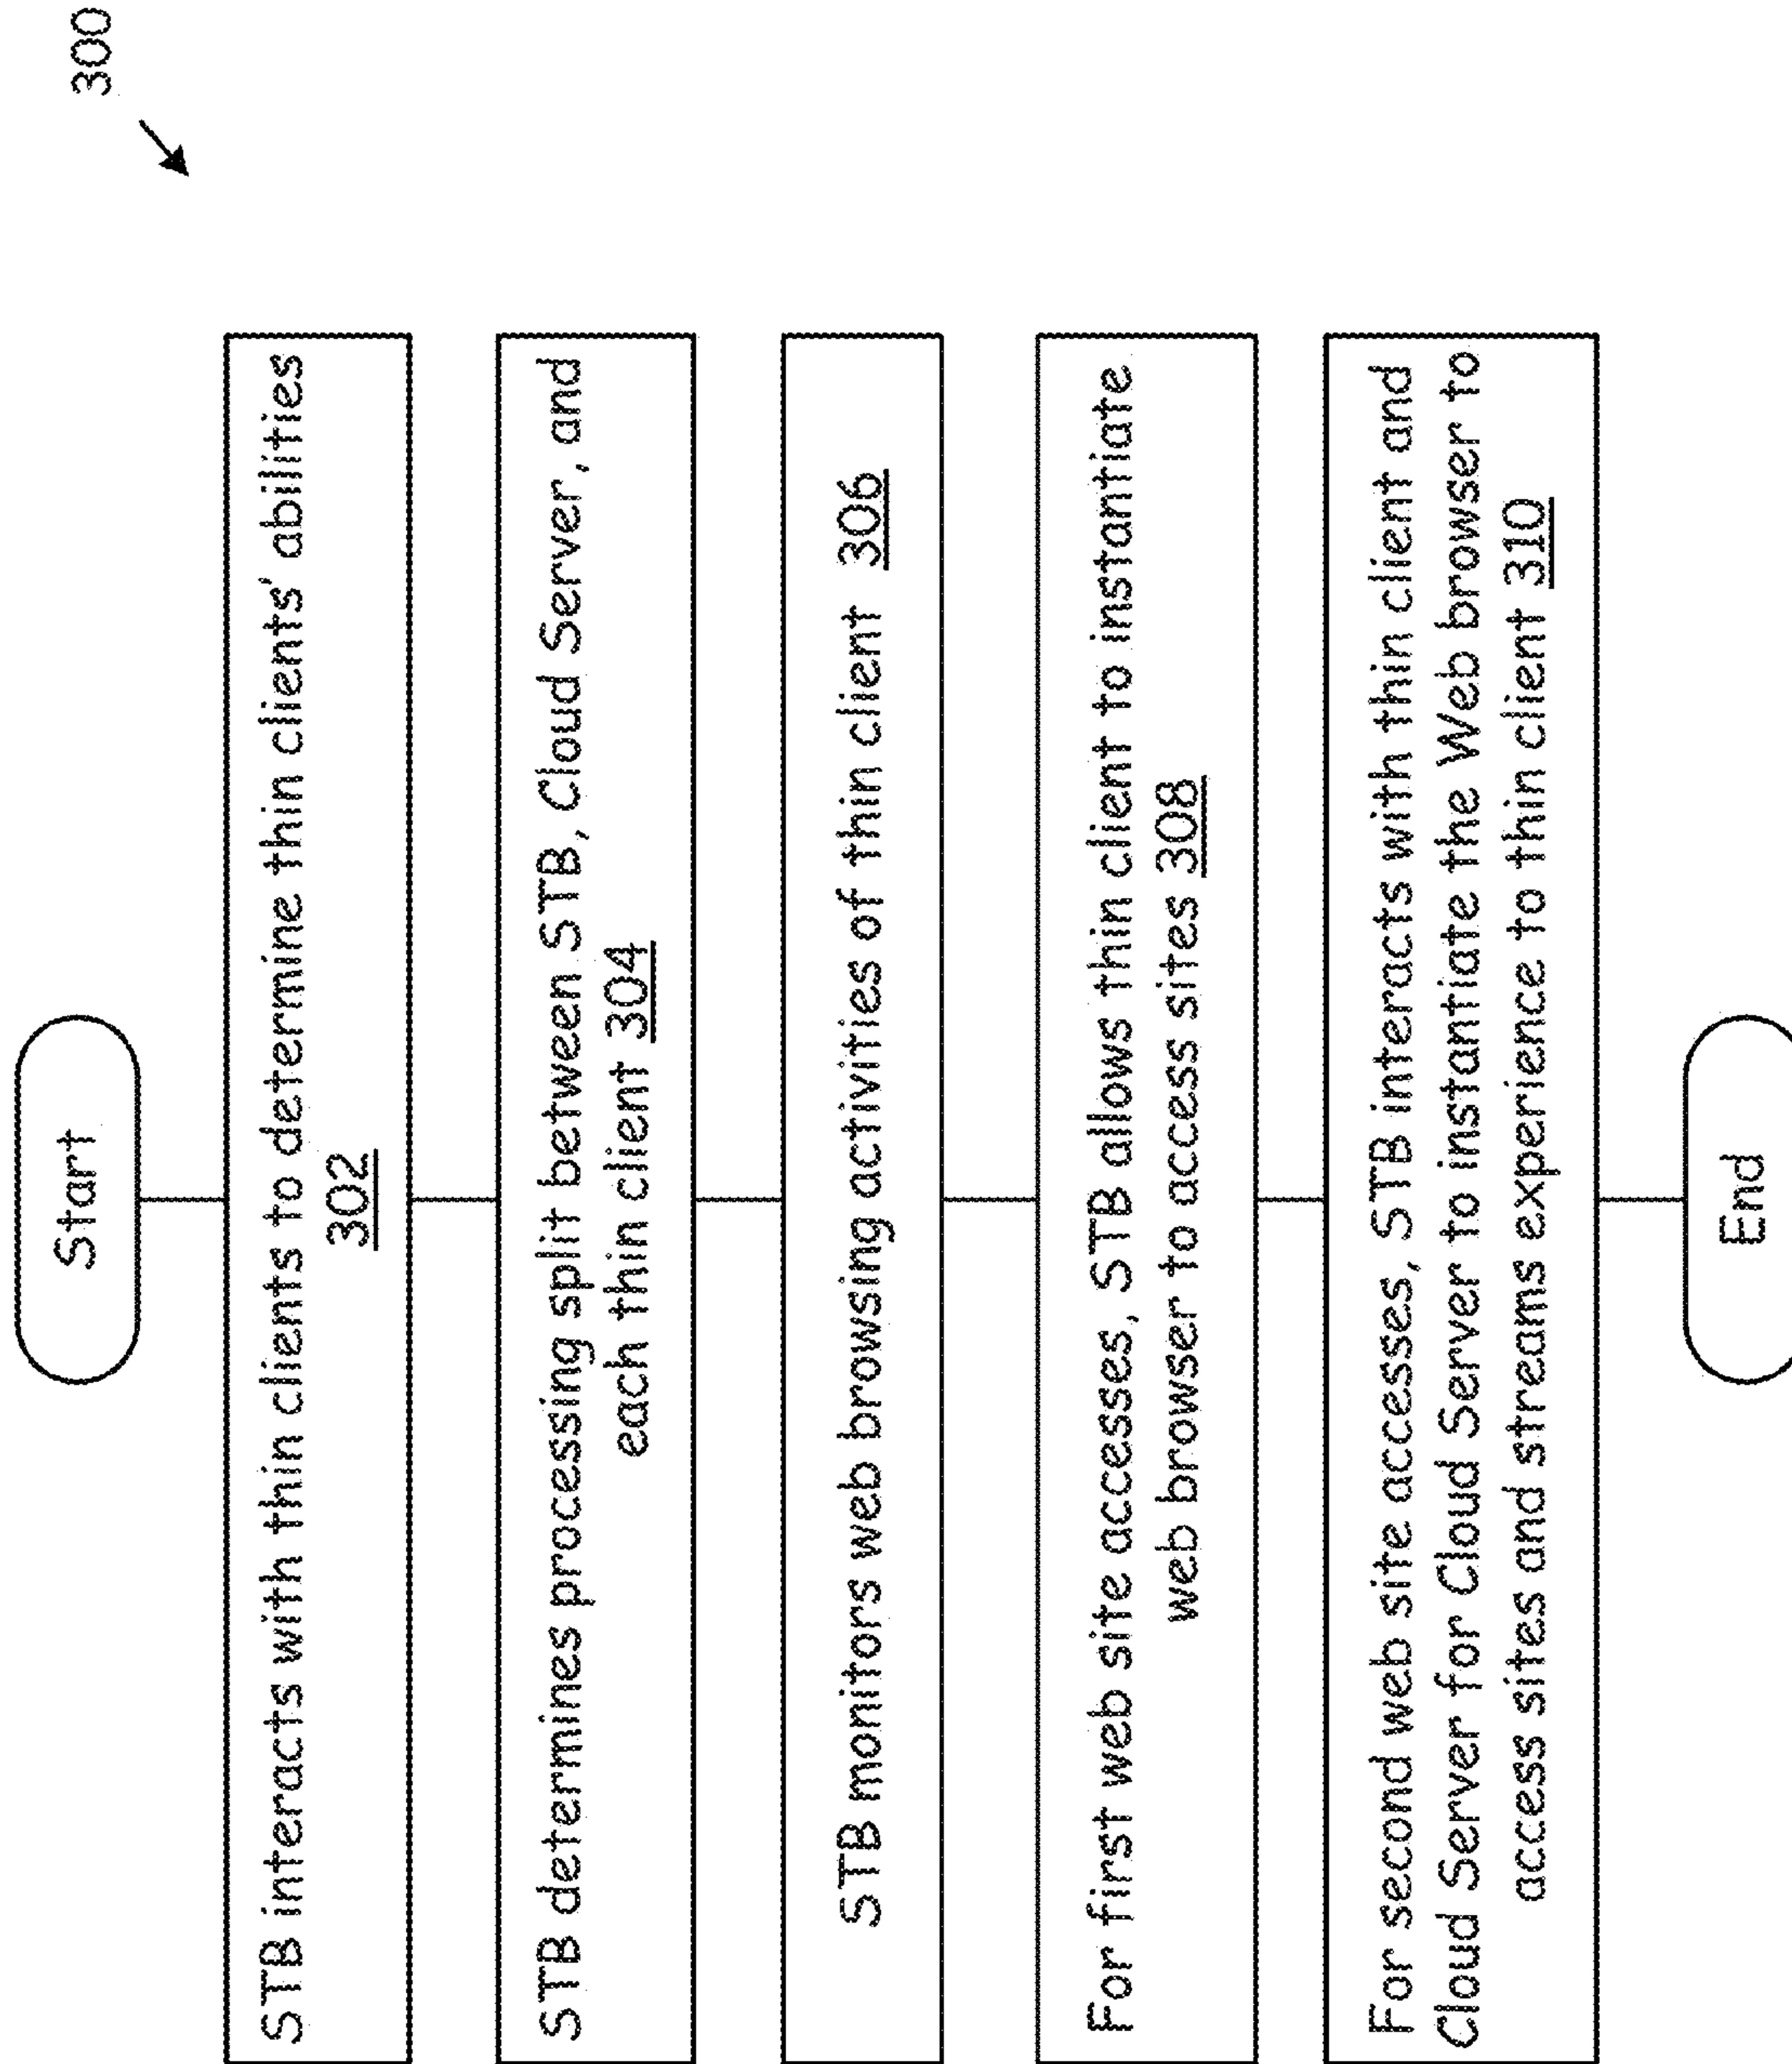 300
Start
STB interacts with thin clients to determine thin clients' abilities
302
STB determines processing split between STB, Cloud Server, and
each thin client 304
STB monitors web browsing activities of thin client 306
For first web site accesses, STB allows thin client to instantiate
web browser to access sites 308
For second web site accesses, STB interacts with thin client and
Cloud Server for Cloud Server to instantiate the Web browser to
access sites and streams experience to thin client 310
End